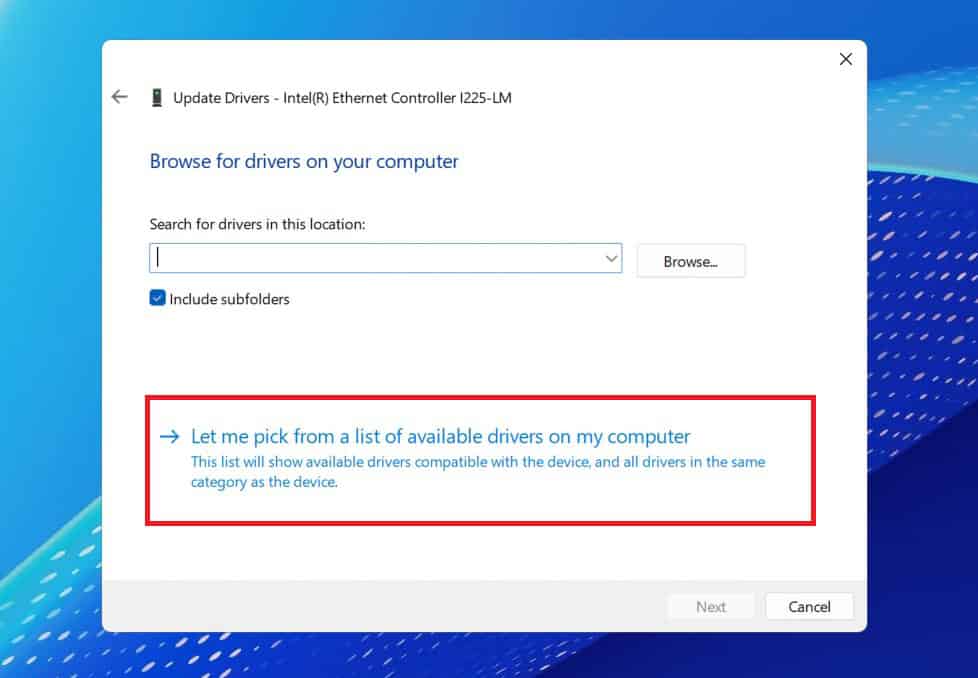 Update Drivers - Intel(R) Ethernet Controller I225-LM
Browse for drivers on your computer
Search for drivers in this location:
Browse...
Include subfolders
Let me pick from a list of available drivers on my computer
This list will show available drivers compatible with the device, and all drivers in the same
category as the device.
Next
Cancel